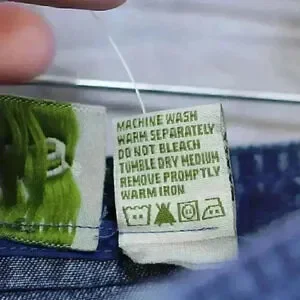 MACHINE WASH
WARM SEPARATELY
DO NOT BLEACH
TUMBLE DRY MEDIUM
REMOVE PROMPTLY
WARM IRON